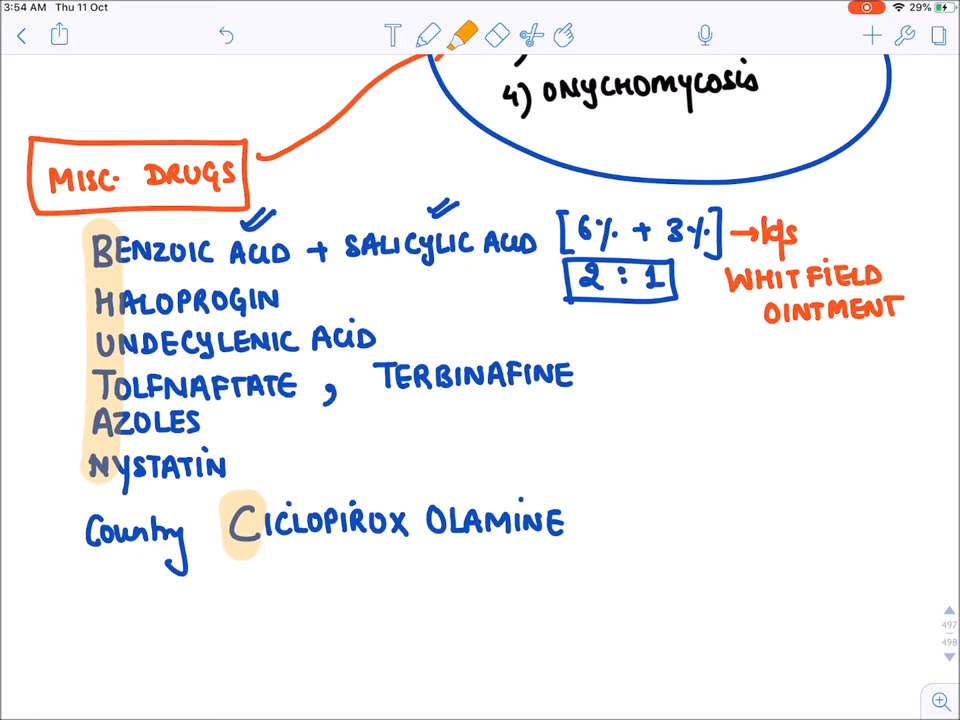 3:54 AM Thu 11 Oct
29%
4) ONYCHOMYCOSIS
MISC. DRUGS
BENZOIC ACID + SALICYLIC ACID [6% + 3%] → k/s
2 : 1
WHITFIELD
OINTMENT
HALOPROGIN
UNDECYLENIC ACID
TOLFNAFTATE , TERBINAFINE
AZOLES
NYSTATIN
Country CICLOPIROX OLAMINE
497
498